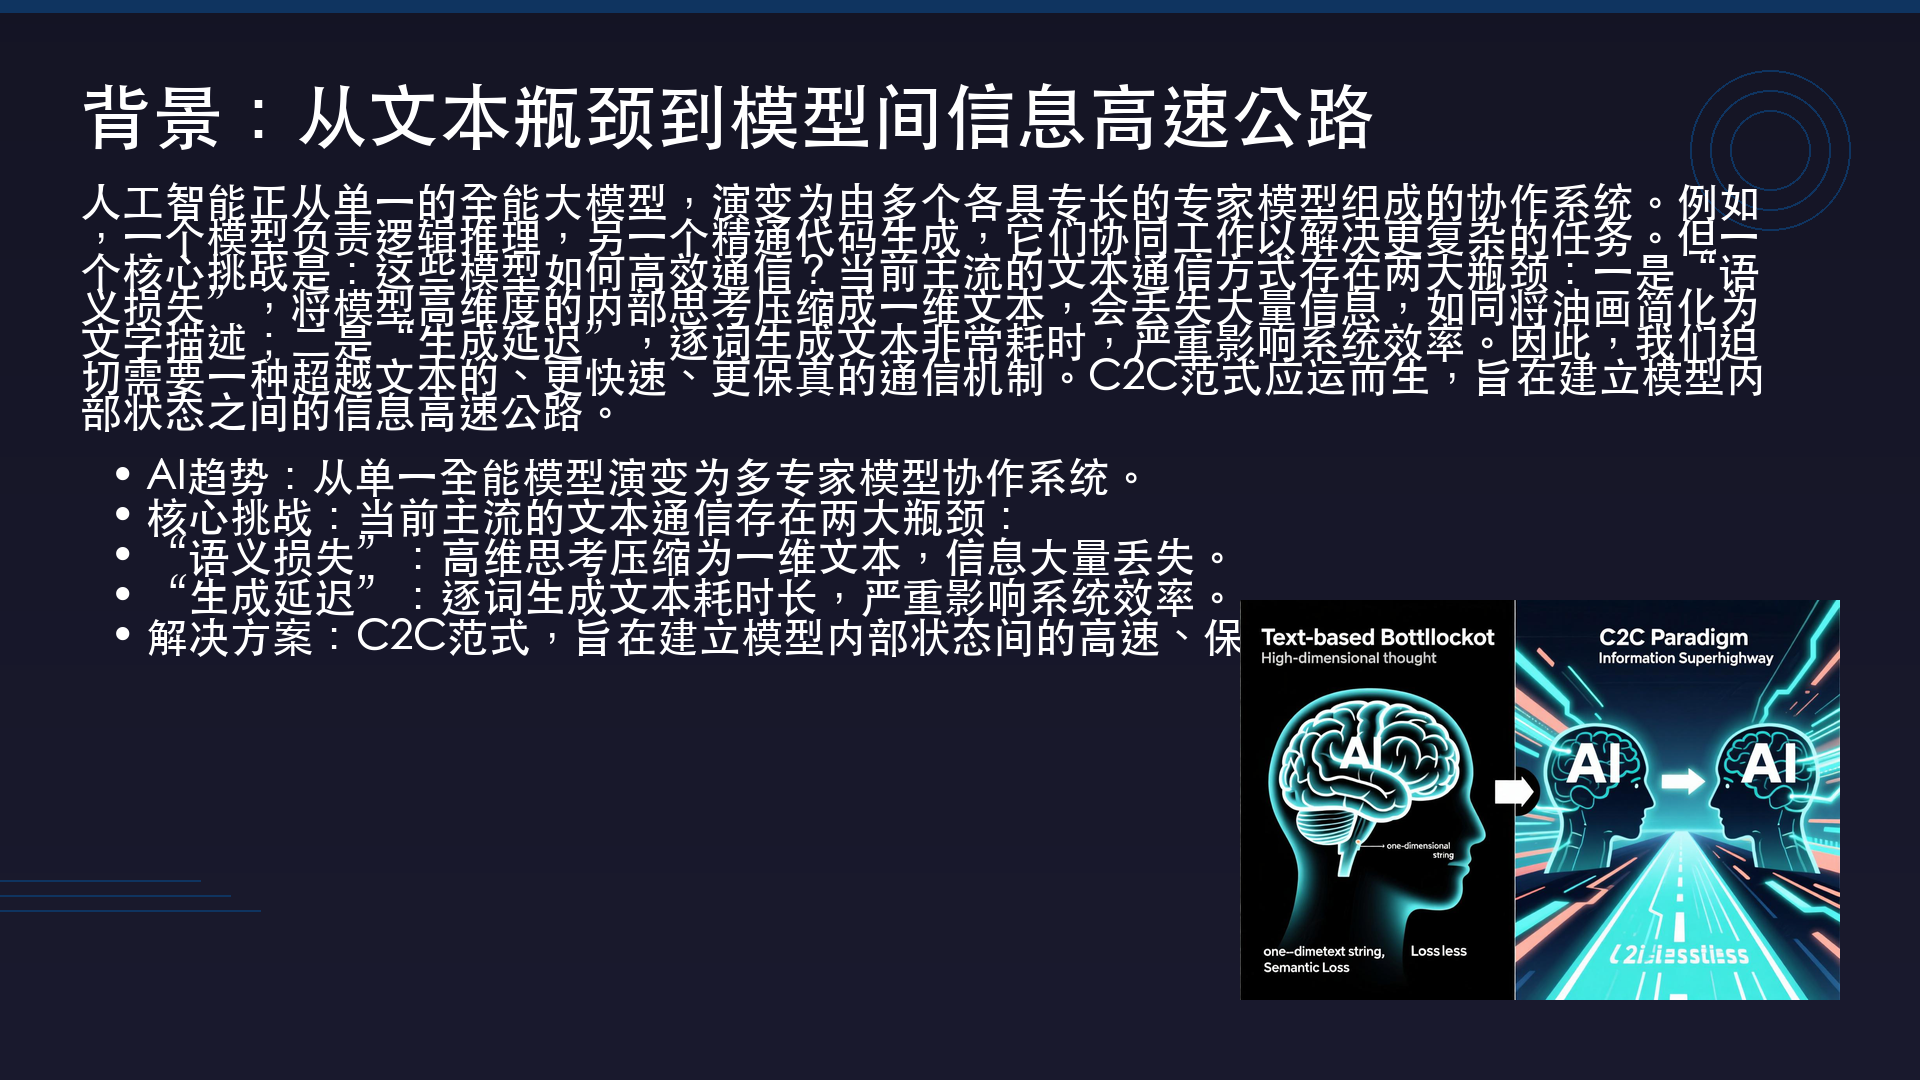 背景：从文本瓶颈到模型间信息高速公路
人工智能正从单一的全能大模型，演变为由多个各具专长的专家模型组成的协作系统。例如
，一个模型负责逻辑推理，另一个精通代码生成，它们协同工作以解决更复杂的任务。但一
个核心挑战是：这些模型如何高效通信？当前主流的文本通信方式存在两大瓶颈：一是“语
义损失”，将模型高维度的内部思考压缩成一维文本，会丢失大量信息，如同将油画简化为
文字描述；二是“生成延迟”，逐词生成文本非常耗时，严重影响系统效率。因此，我们迫
切需要一种超越文本的、更快速、更保真的通信机制。C2C范式应运而生，旨在建立模型内
部状态之间的信息高速公路。
• AI趋势：从单一全能模型演变为多专家模型协作系统。
• 核心挑战：当前主流的文本通信存在两大瓶颈：
• “语义损失”：高维思考压缩为一维文本，信息大量丢失。
• “生成延迟”：逐词生成文本耗时长，严重影响系统效率。
• 解决方案：C2C范式，旨在建立模型内部状态间的高速、保
Text-based Bottllockot
High-dimensional thought
AI
one-dimensional
string
one-dimetext string,
Semantic Loss
Loss less
C2C Paradigm
Information Superhighway
AI
AI